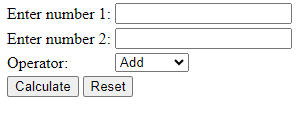 Enter number 1:
Enter number 2:
Operator: Add
Calculate Reset